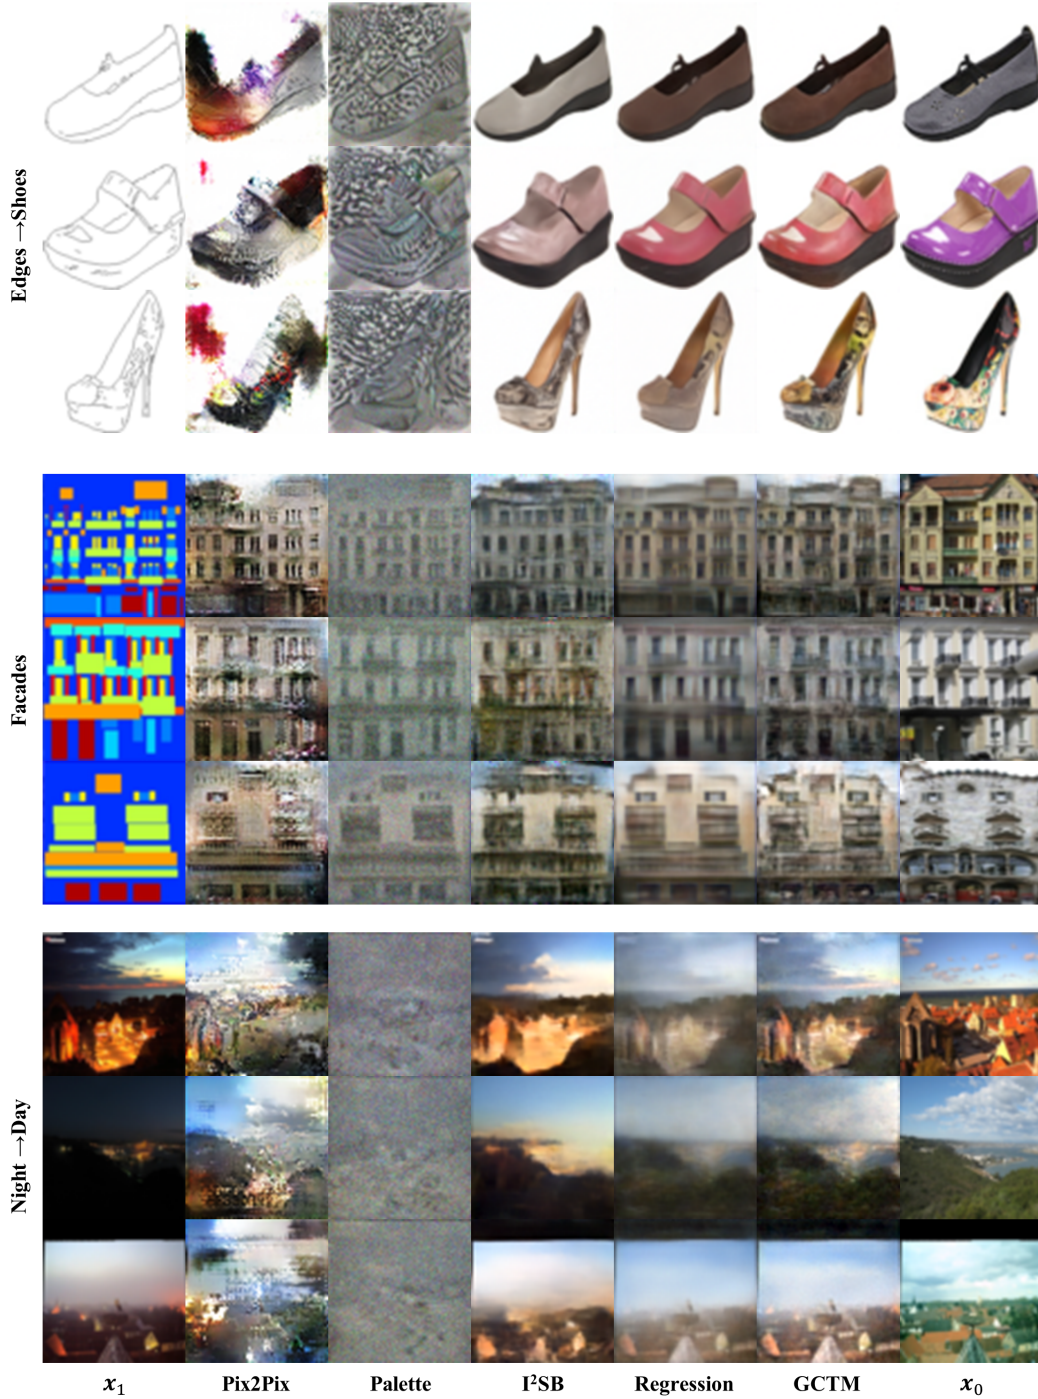 Edges →Shoes
Facades
Night →Day
x₁ Pix2Pix Palette I²SB Regression GCTM x₀